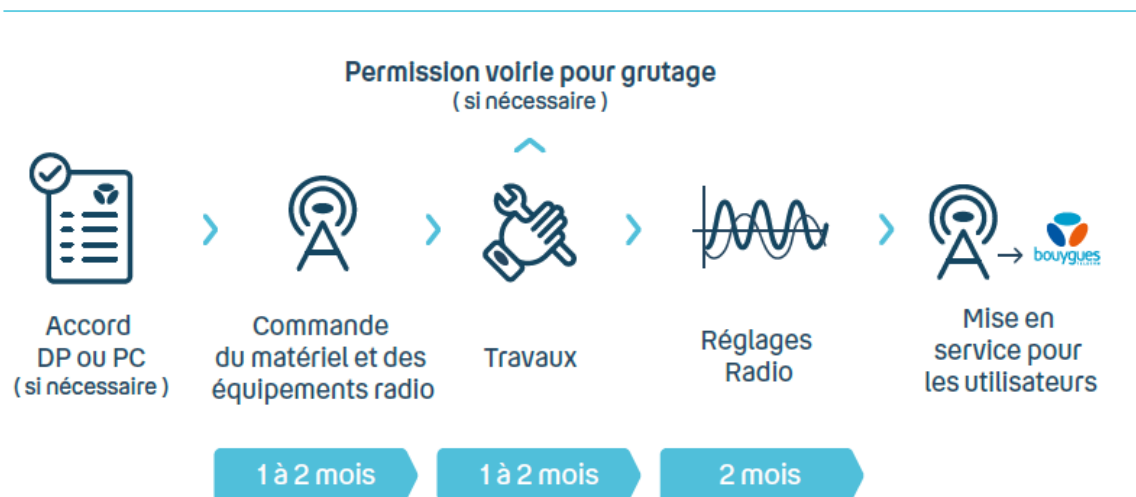 Permission voirie pour grutage
( si nécessaire )
Accord
DP ou PC
( si nécessaire )
Commande
du matériel et des
équipements radio
Travaux
Réglages
Radio
bouygues
TELECOM
Mise en
service pour
les utilisateurs
1 à 2 mois
1 à 2 mois
2 mois